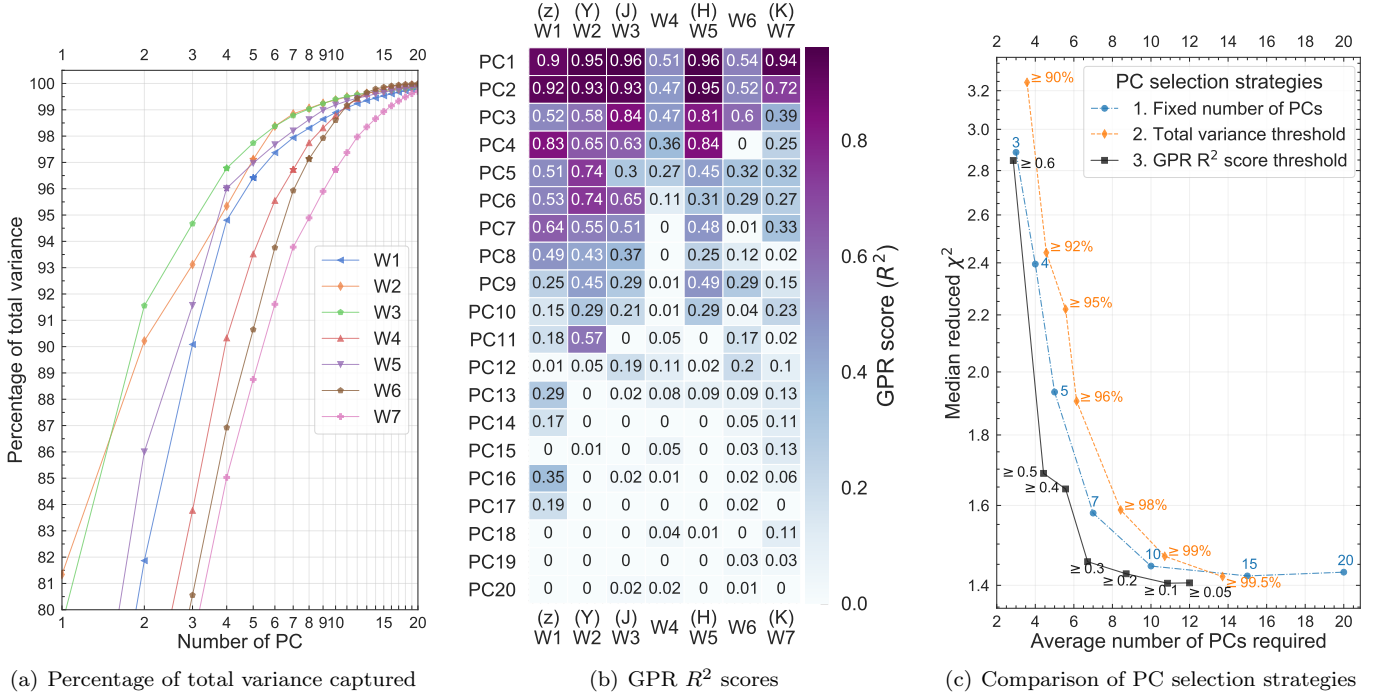 1 2 3 4 5 6 7 8 9 10 15 20
100
99
98
97
96
95
94
93
92
91
90
89
88
87
86
85
84
83
82
81
80
Percentage of total variance
W1
W2
W3
W4
W5
W6
W7
1 2 3 4 5 6 7 8 9 10 15 20
Number of PC
(a) Percentage of total variance captured
(z) (Y) (J) (H) (K)
W1 W2 W3 W4 W5 W6 W7
PC1 0.9 0.95 0.96 0.51 0.96 0.54 0.94
PC2 0.92 0.93 0.93 0.47 0.95 0.52 0.72
PC3 0.52 0.58 0.84 0.47 0.81 0.6 0.39
PC4 0.83 0.65 0.63 0.36 0.84 0 0.25
PC5 0.51 0.74 0.3 0.27 0.45 0.32 0.32
PC6 0.53 0.74 0.65 0.11 0.31 0.29 0.27
PC7 0.64 0.55 0.51 0 0.48 0.01 0.33
PC8 0.49 0.43 0.37 0 0.25 0.12 0.02
PC9 0.25 0.45 0.29 0.01 0.49 0.29 0.15
PC10 0.15 0.29 0.21 0.01 0.29 0.04 0.23
PC11 0.18 0.57 0 0.05 0 0.17 0.02
PC12 0.01 0.05 0.19 0.11 0.02 0.2 0.1
PC13 0.29 0 0.02 0.08 0.09 0.09 0.13
PC14 0.17 0 0 0 0 0.05 0.11
PC15 0 0.01 0 0.05 0 0.03 0.13
PC16 0.35 0 0.02 0.01 0 0.02 0.06
PC17 0.19 0 0 0 0 0.02 0
PC18 0 0 0 0.04 0.01 0 0.11
PC19 0 0 0 0 0 0.03 0.03
PC20 0 0 0.02 0.02 0 0.01 0
(z) (Y) (J) (H) (K)
W1 W2 W3 W4 W5 W6 W7
0.8
0.6
0.4
0.2
0.0
GPR score (R²)
(b) GPR R² scores
2 4 6 8 10 12 14 16 18 20
3.2
3.0
2.8
2.6
2.4
2.2
2.0
1.8
1.6
1.4
Median reduced χ²
PC selection strategies
1. Fixed number of PCs
2. Total variance threshold
3. GPR R² score threshold
≥ 90%
≥ 92%
≥ 95%
≥ 96%
≥ 98%
≥ 99%
≥ 99.5%
3
4
5
7
10
15
20
≥ 0.6
≥ 0.5
≥ 0.4
≥ 0.3
≥ 0.2
≥ 0.1
≥ 0.05
2 4 6 8 10 12 14 16 18 20
Average number of PCs required
(c) Comparison of PC selection strategies